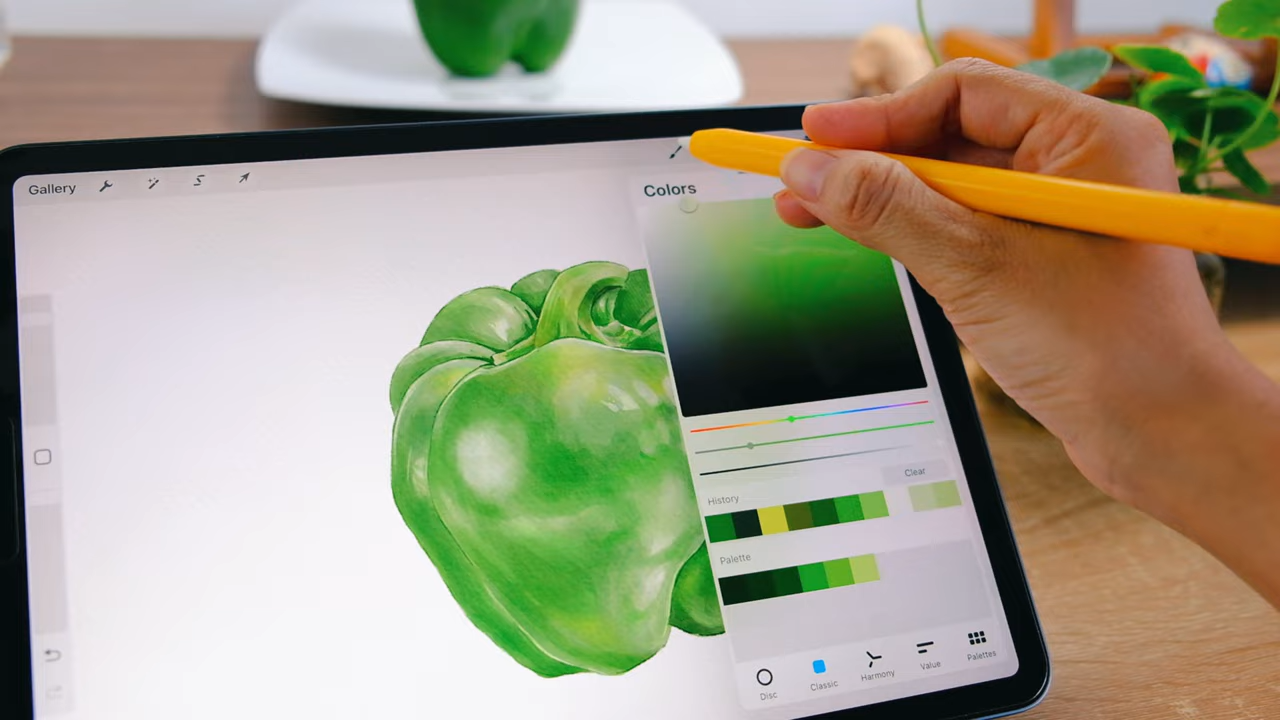 Gallery
Colors
Clear
History
Palette
Disc
Classic
Harmony
Value
Palettes